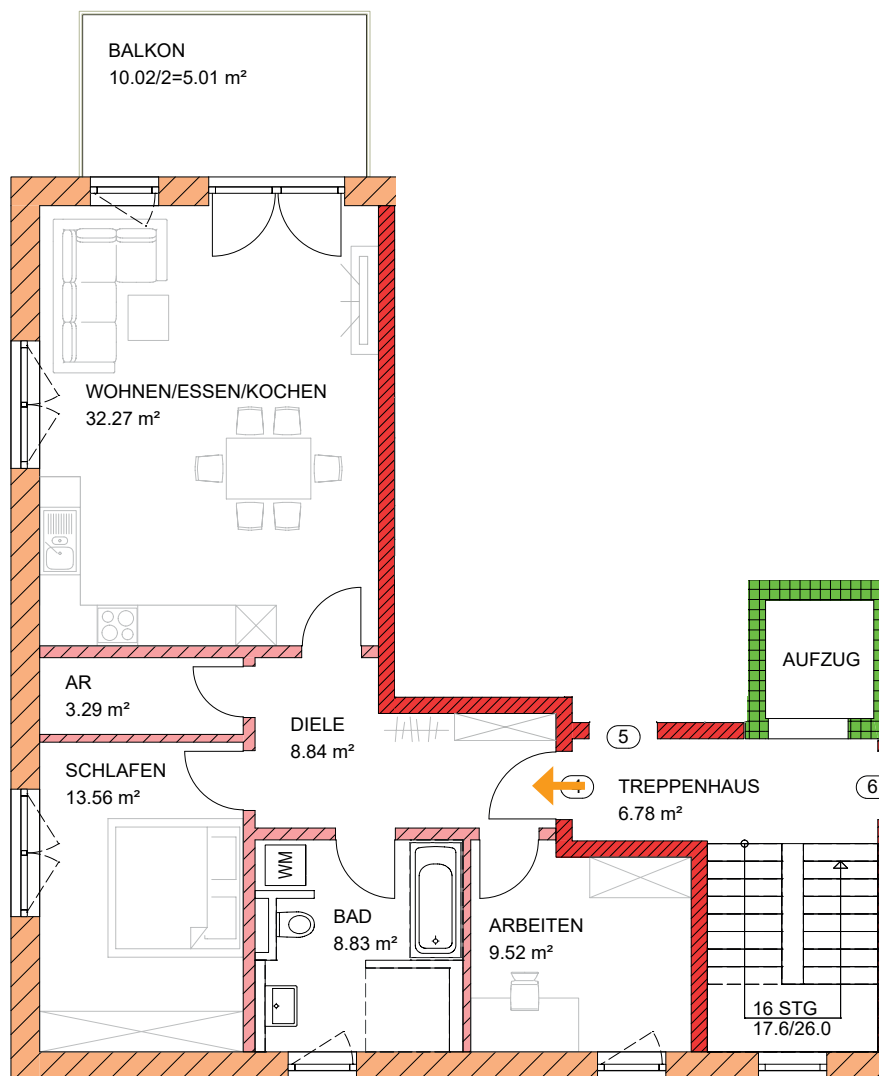 BALKON
10.02/2=5.01 m²
WOHNEN/ESSEN/KOCHEN
32.27 m²
AUFZUG
AR
3.29 m²
DIELE
8.84 m²
5
SCHLAFEN
13.56 m²
4
TREPPENHAUS
6.78 m²
6
WM
BAD
8.83 m²
ARBEITEN
9.52 m²
16 STG
17.6/26.0